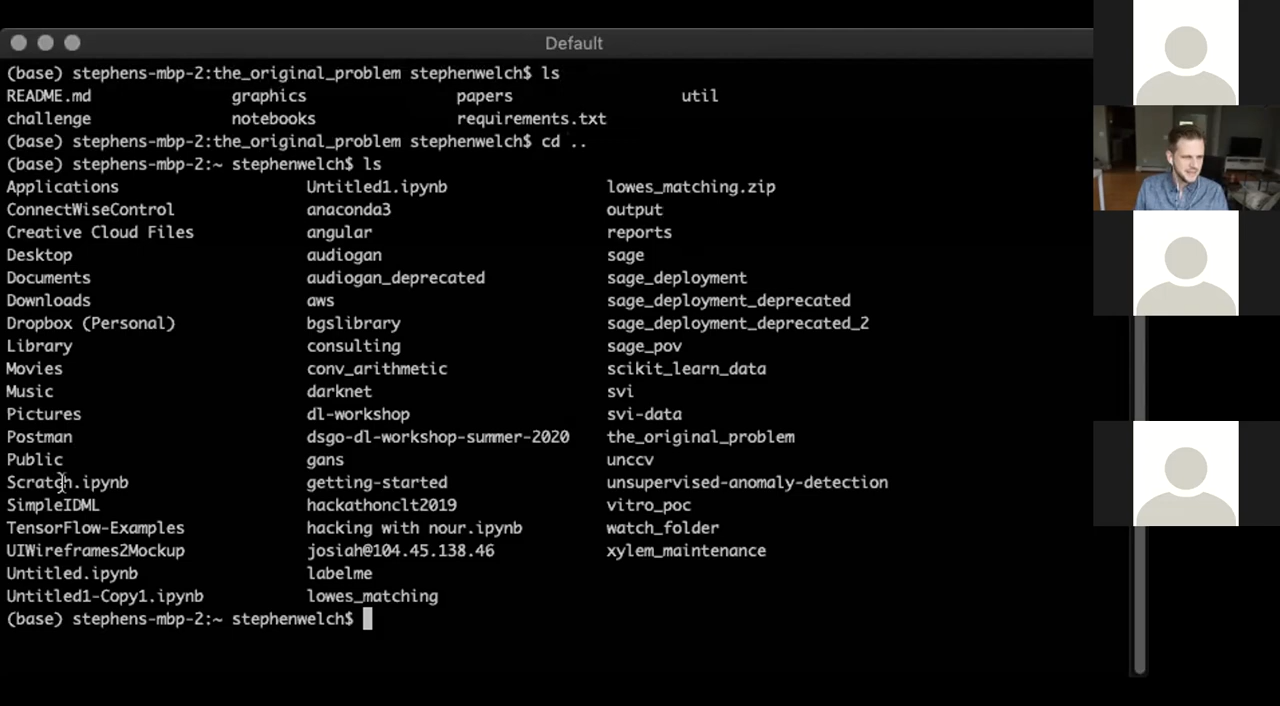 Default
(base) stephens-mbp-2:the_original_problem stephenwelch$ ls
README.md graphics papers util
challenge notebooks requirements.txt
(base) stephens-mbp-2:the_original_problem stephenwelch$ cd ..
(base) stephens-mbp-2:~ stephenwelch$ ls
Applications Untitled1.ipynb lowes_matching.zip
ConnectWiseControl anaconda3 output
Creative Cloud Files angular reports
Desktop audiogan sage
Documents audiogan_deprecated sage_deployment
Downloads aws sage_deployment_deprecated
Dropbox (Personal) bgslibrary sage_deployment_deprecated_2
Library consulting sage_pov
Movies conv_arithmetic scikit_learn_data
Music darknet svi
Pictures dl-workshop svi-data
Postman dsgo-dl-workshop-summer-2020 the_original_problem
Public gans unccv
Scratch.ipynb getting-started unsupervised-anomaly-detection
SimpleIDML hackathonclt2019 vitro_poc
TensorFlow-Examples hacking with nour.ipynb watch_folder
UIWireframes2Mockup josiah@104.45.138.46 xylem_maintenance
Untitled.ipynb labelme
Untitled1-Copy1.ipynb lowes_matching
(base) stephens-mbp-2:~ stephenwelch$